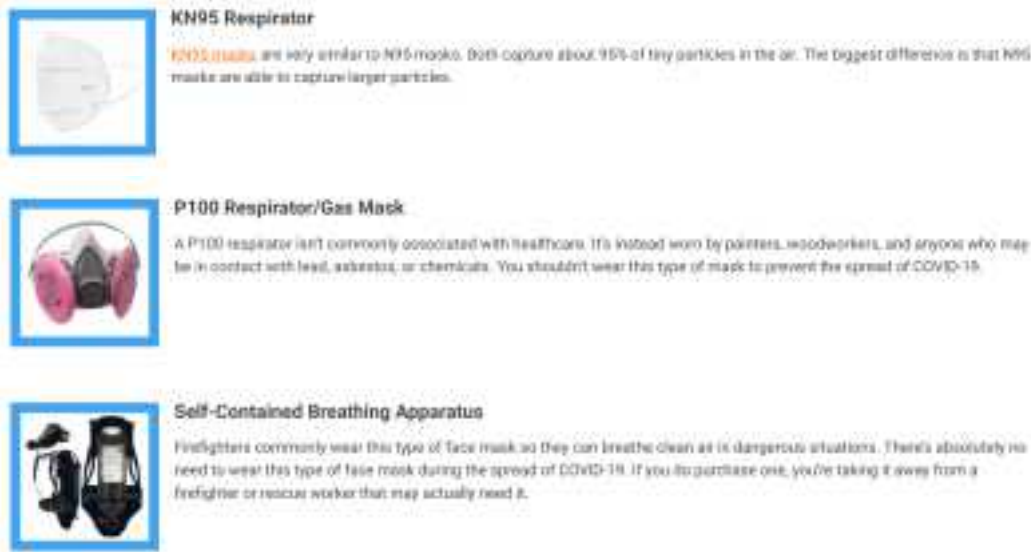 KN95 Respirator
KN95 masks are very similar to N95 masks. Both capture about 95% of tiny particles in the air. The biggest difference is that N95
masks are able to capture larger particles.
P100 Respirator/Gas Mask
A P100 respirator isn't commonly associated with healthcare. It's instead worn by painters, woodworkers, and anyone who may
be in contact with lead, asbestos, or chemicals. You shouldn't wear this type of mask to prevent the spread of COVID-19.
Self-Contained Breathing Apparatus
Firefighters commonly wear this type of face mask so they can breathe clean air in dangerous situations. There's absolutely no
need to wear this type of face mask during the spread of COVID-19. If you do purchase one, you're taking it away from a
firefighter or rescue worker that may actually need it.